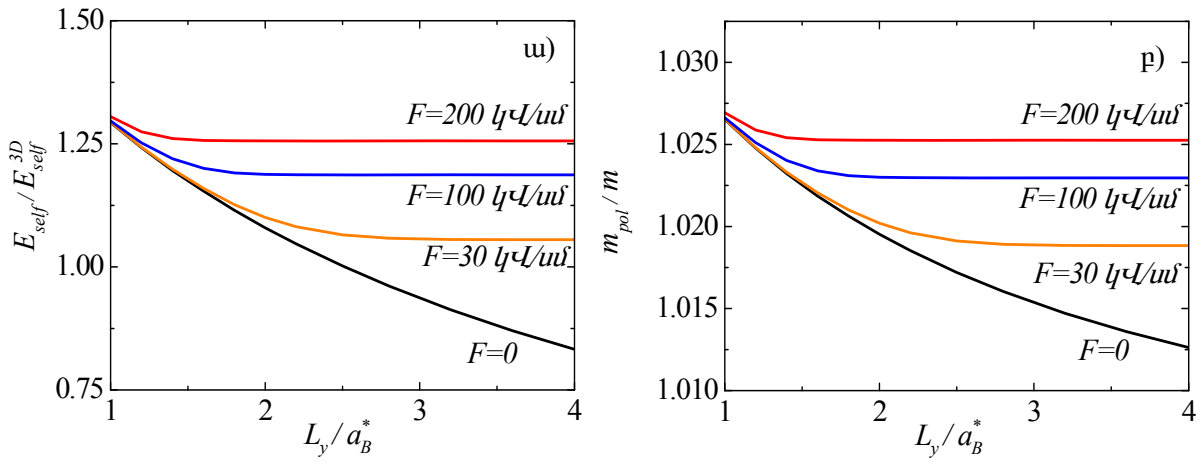 ա)
1.50
1.25
1.00
0.75
E_self / E_self^3D
F=200 կՎ/սմ
F=100 կՎ/սմ
F=30 կՎ/սմ
F=0
1 2 3 4
L_y / a_B^*
բ)
1.030
1.025
1.020
1.015
1.010
m_pol / m
F=200 կՎ/սմ
F=100 կՎ/սմ
F=30 կՎ/սմ
F=0
1 2 3 4
L_y / a_B^*